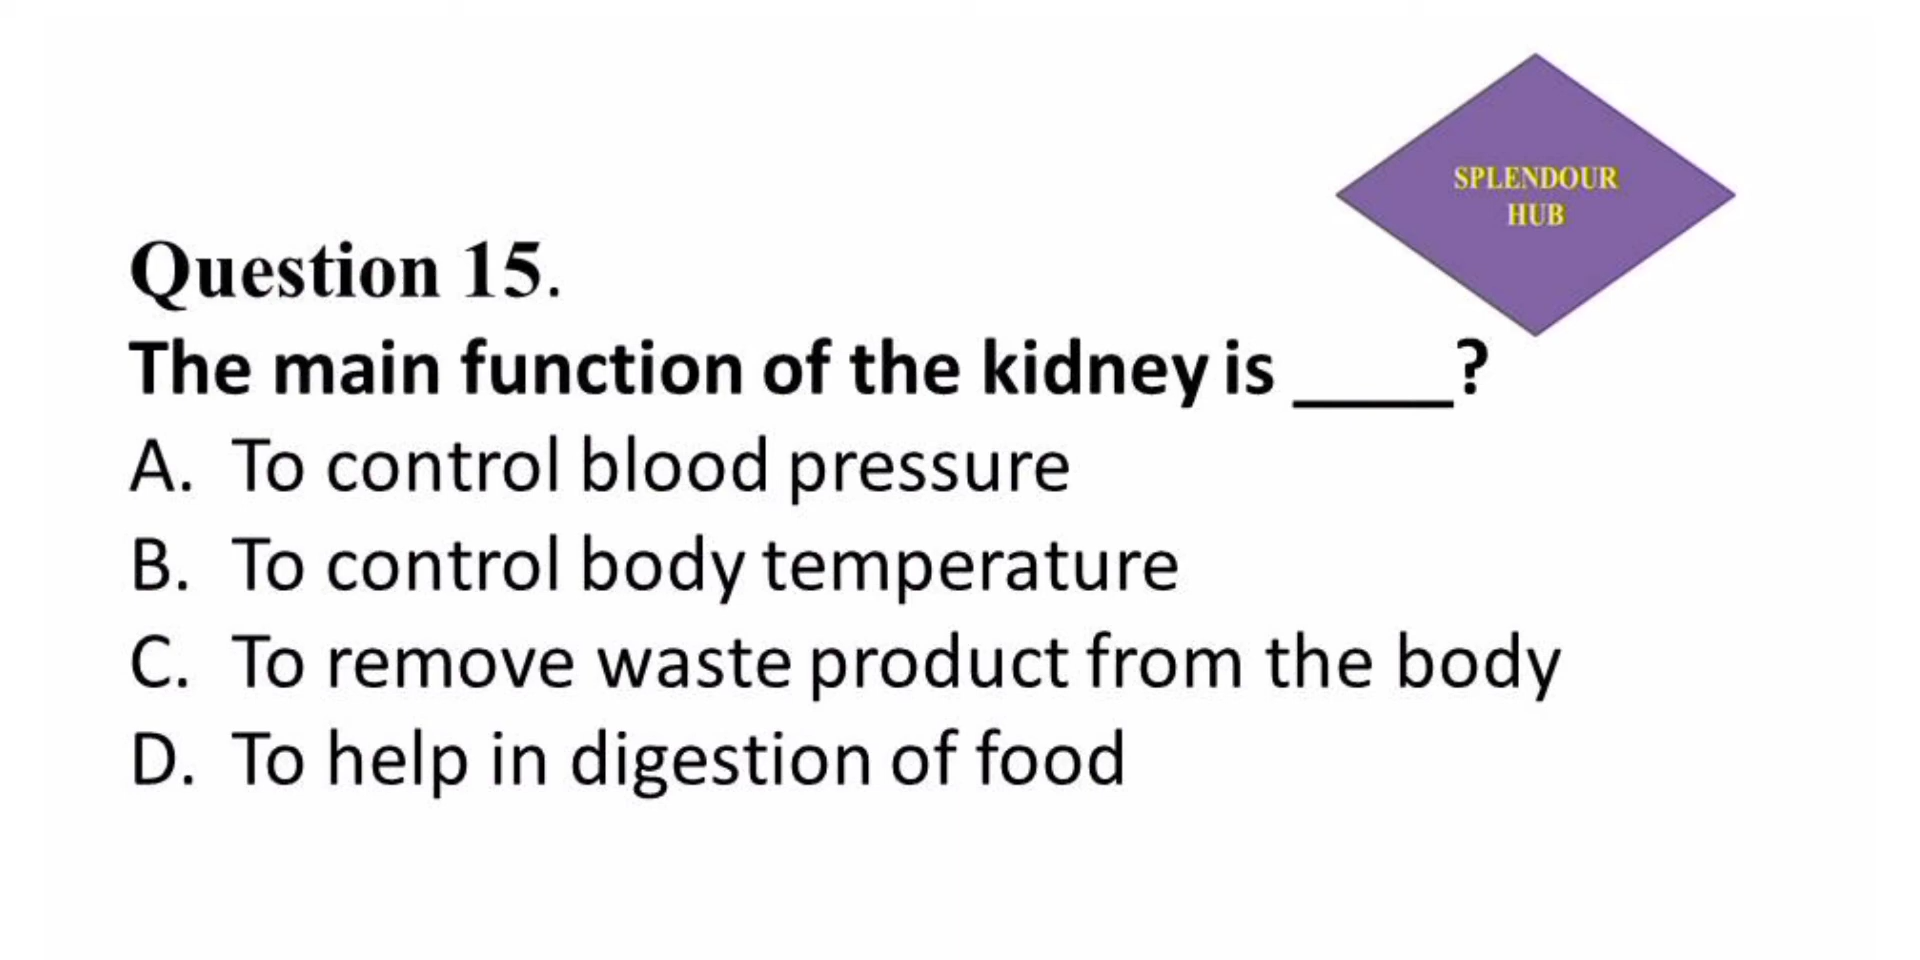 SPLENDOUR
HUB
Question 15.
The main function of the kidney is ____?
A. To control blood pressure
B. To control body temperature
C. To remove waste product from the body
D. To help in digestion of food